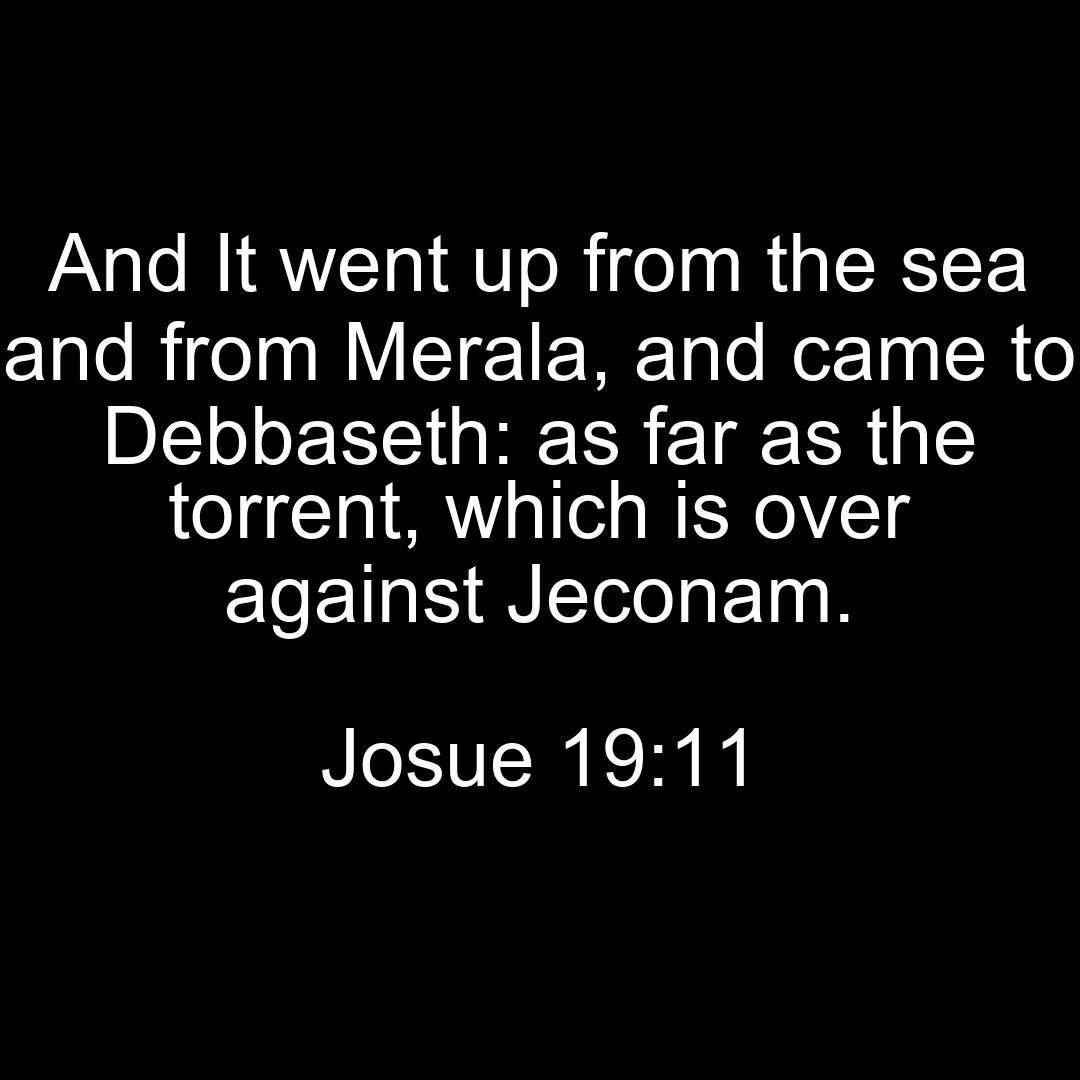 And It went up from the sea
and from Merala, and came to
Debbaseth: as far as the
torrent, which is over
against Jeconam.
Josue 19:11